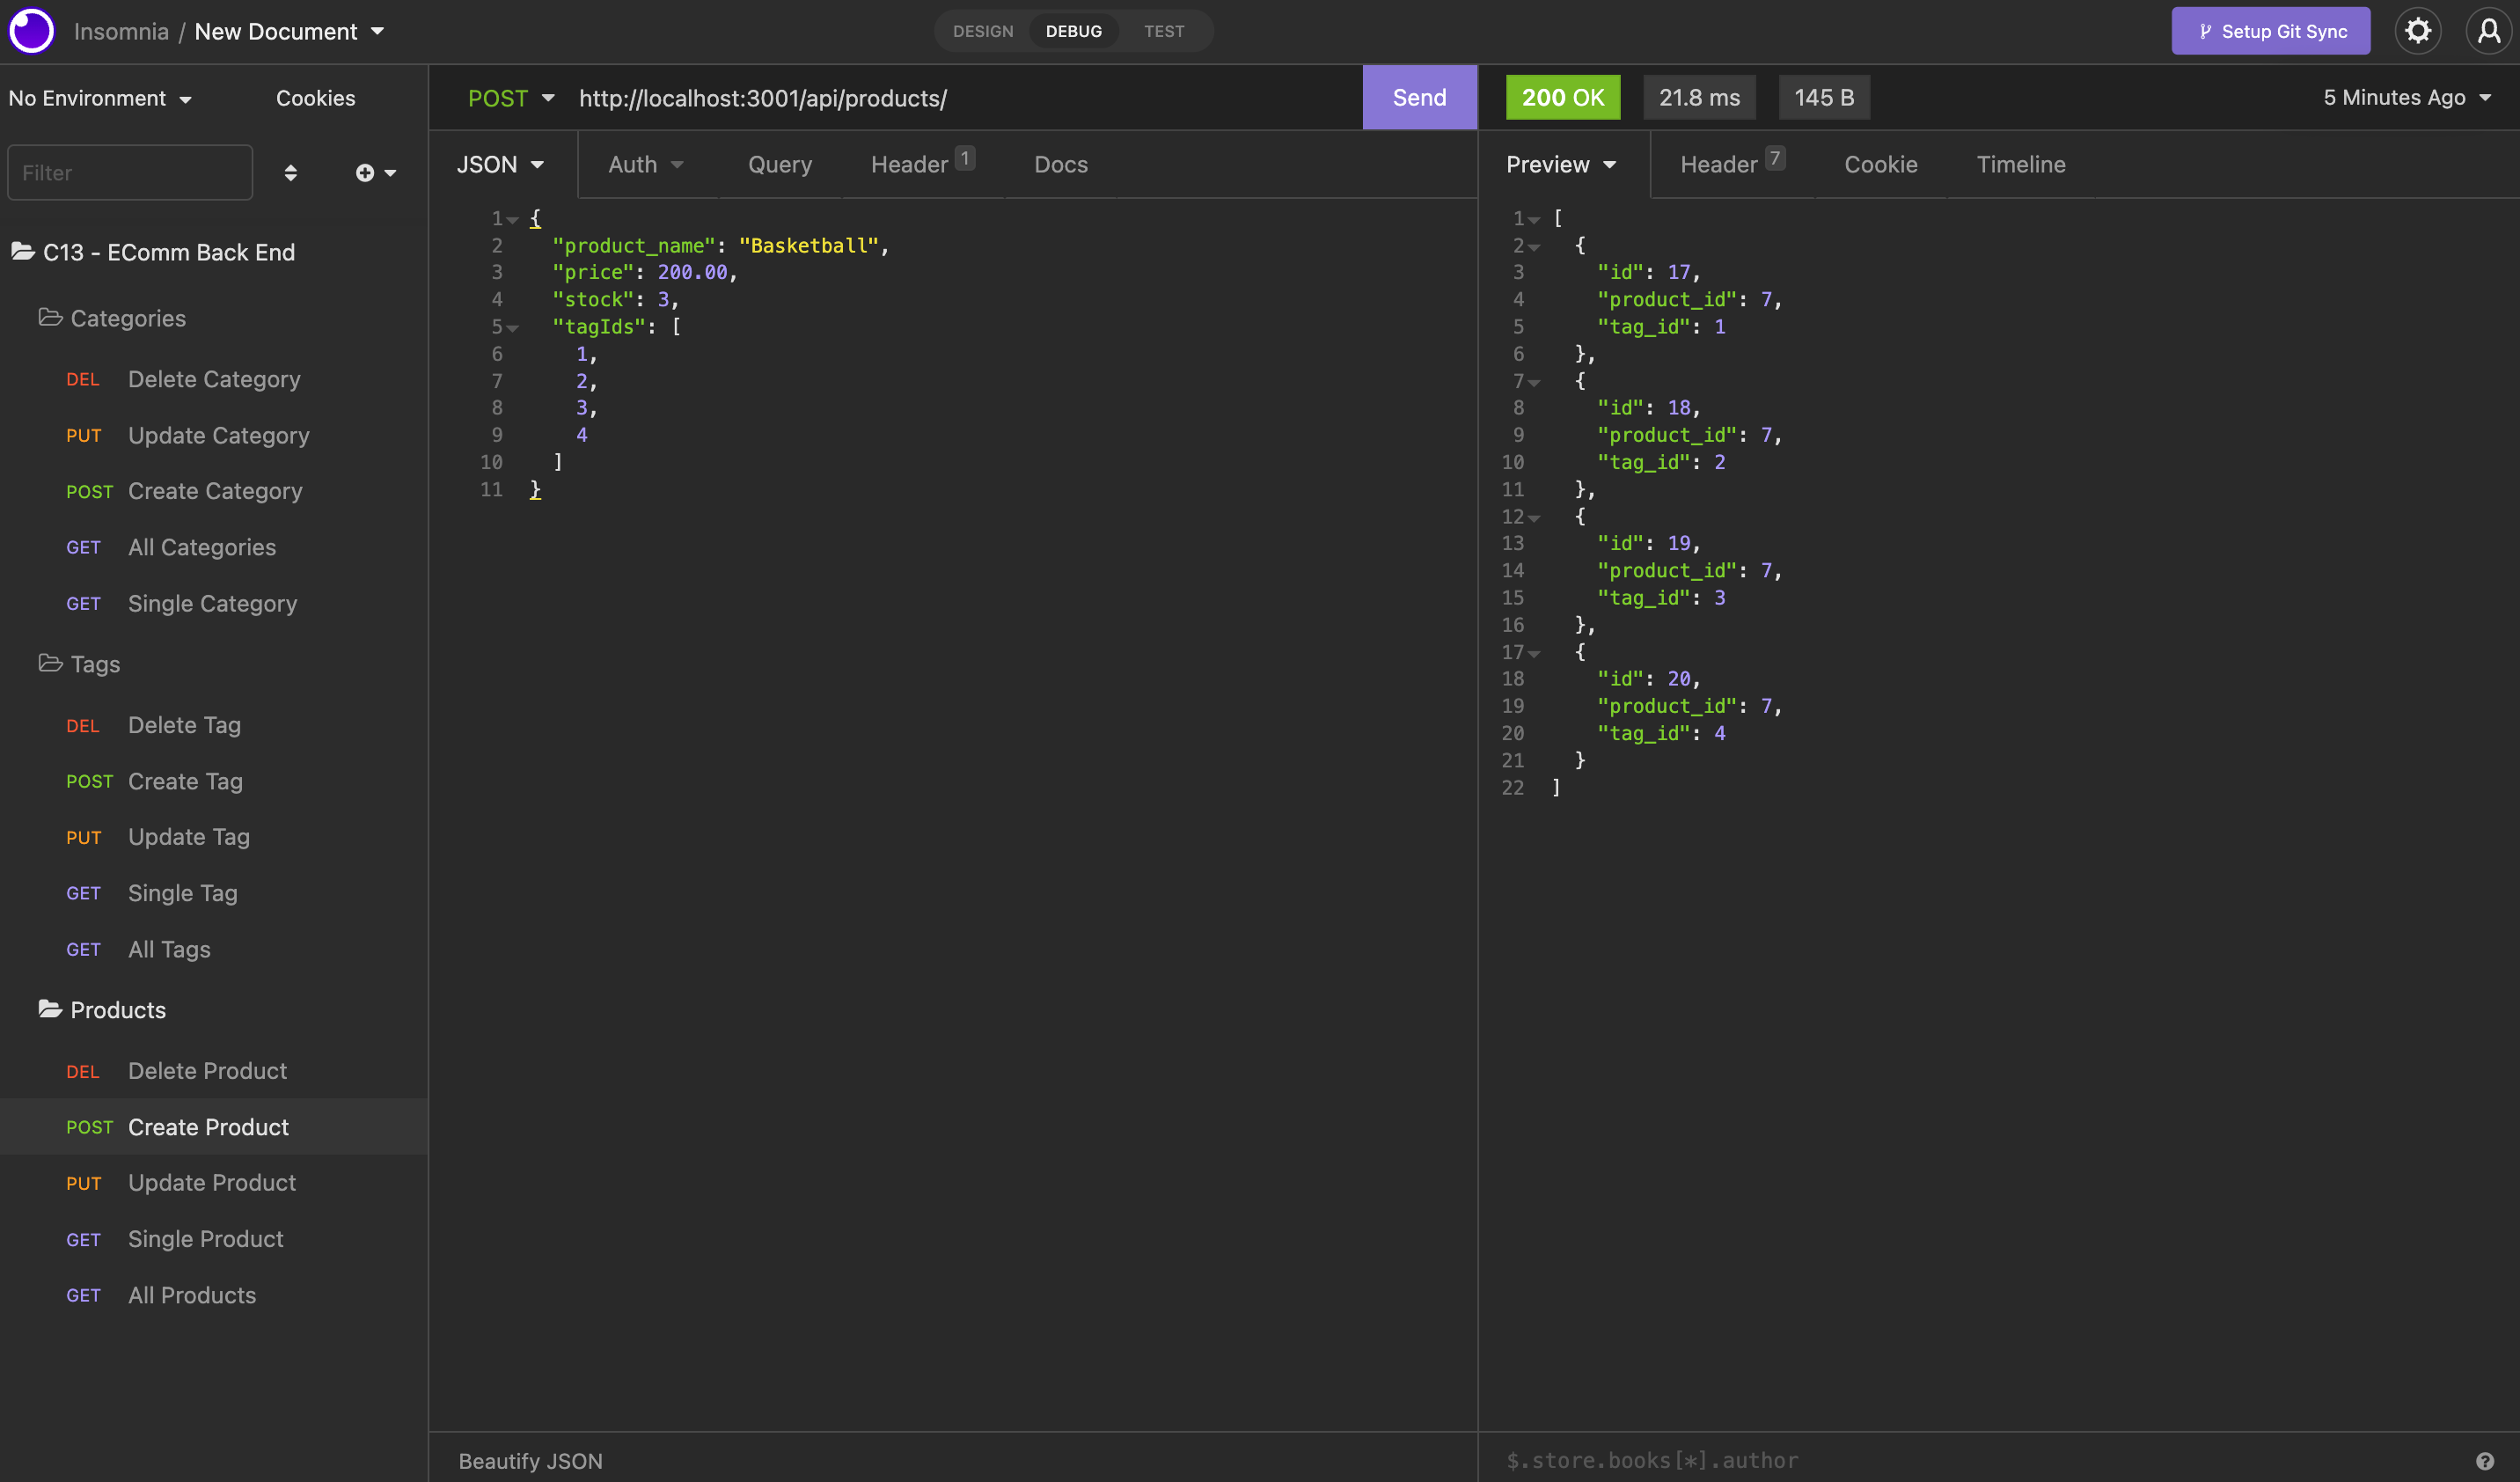 Insomnia / New Document
DESIGN DEBUG TEST
Setup Git Sync
No Environment Cookies
Filter
C13 - EComm Back End
Categories
DEL Delete Category
PUT Update Category
POST Create Category
GET All Categories
GET Single Category
Tags
DEL Delete Tag
POST Create Tag
PUT Update Tag
GET Single Tag
GET All Tags
Products
DEL Delete Product
POST Create Product
PUT Update Product
GET Single Product
GET All Products
POST http://localhost:3001/api/products/ Send
JSON Auth Query Header 1 Docs
1 {
2 "product_name": "Basketball",
3 "price": 200.00,
4 "stock": 3,
5 "tagIds": [
6 1,
7 2,
8 3,
9 4
10 ]
11 }
Beautify JSON
200 OK 21.8 ms 145 B 5 Minutes Ago
Preview Header 7 Cookie Timeline
1 [
2 {
3 "id": 17,
4 "product_id": 7,
5 "tag_id": 1
6 },
7 {
8 "id": 18,
9 "product_id": 7,
10 "tag_id": 2
11 },
12 {
13 "id": 19,
14 "product_id": 7,
15 "tag_id": 3
16 },
17 {
18 "id": 20,
19 "product_id": 7,
20 "tag_id": 4
21 }
22 ]
$.store.books[*].author ?